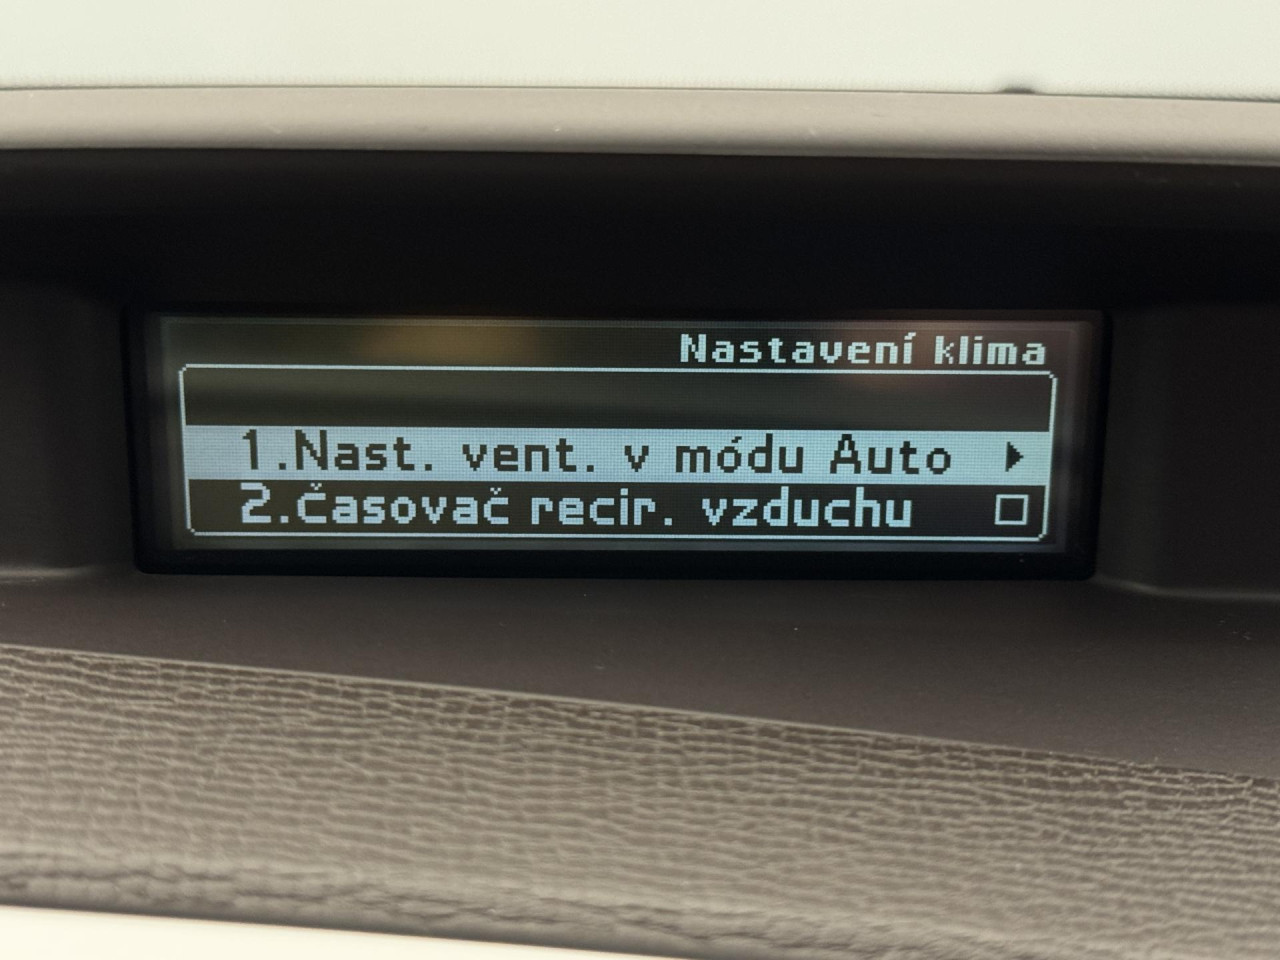 Nastavení klima
1.Nast. vent. v módu Auto
2.Časovač recir. vzduchu